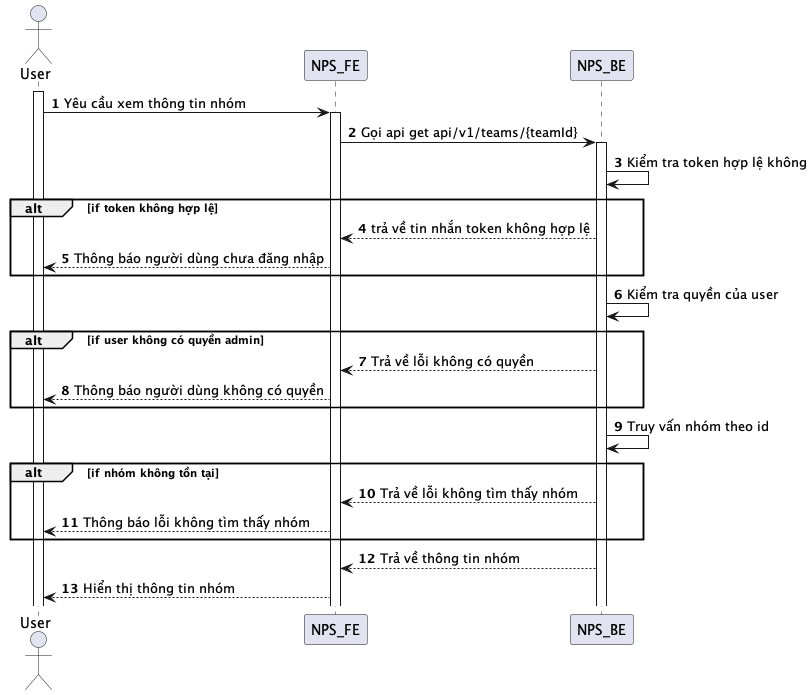 User
NPS_FE
NPS_BE
1 Yêu cầu xem thông tin nhóm
2 Gọi api get api/v1/teams/{teamId}
3 Kiểm tra token hợp lệ không
alt [if token không hợp lệ]
4 trả về tin nhắn token không hợp lệ
5 Thông báo người dùng chưa đăng nhập
6 Kiểm tra quyền của user
alt [if user không có quyền admin]
7 Trả về lỗi không có quyền
8 Thông báo người dùng không có quyền
9 Truy vấn nhóm theo id
alt [if nhóm không tồn tại]
10 Trả về lỗi không tìm thấy nhóm
11 Thông báo lỗi không tìm thấy nhóm
12 Trả về thông tin nhóm
13 Hiển thị thông tin nhóm
User
NPS_FE
NPS_BE